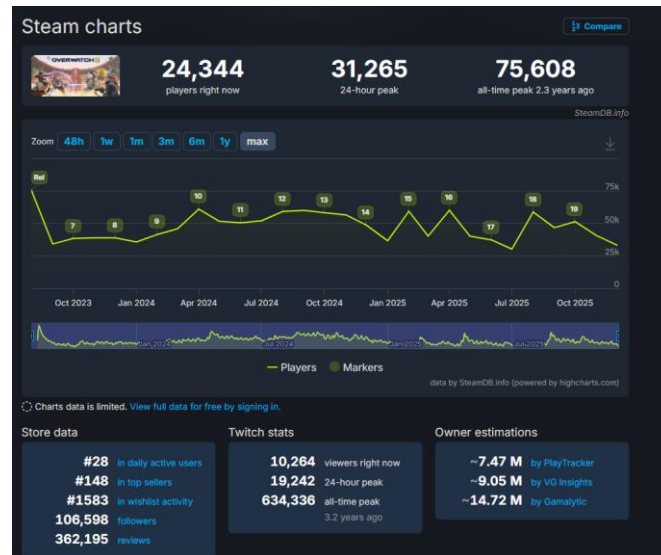 Steam charts
Compare
OVERWATCH 2
24,344
players right now
31,265
24-hour peak
75,608
all-time peak 2.3 years ago
SteamDB.info
Zoom 48h 1w 1m 3m 6m 1y max
Rel
7
8
9
10
11
12
13
14
15
16
17
18
19
75k
50k
25k
0
Oct 2023 Jan 2024 Apr 2024 Jul 2024 Oct 2024 Jan 2025 Apr 2025 Jul 2025 Oct 2025
Jan 2024 Jul 2024 Jan 2025 Jul 2025
Players Markers
data by SteamDB.info (powered by highcharts.com)
Charts data is limited. View full data for free by signing in.
Store data
#28 in daily active users
#148 in top sellers
#1583 in wishlist activity
106,598 followers
362,195 reviews
Twitch stats
10,264 viewers right now
19,242 24-hour peak
634,336 all-time peak
3.2 years ago
Owner estimations
~7.47 M by PlayTracker
~9.05 M by VG Insights
~14.72 M by Gamalytic